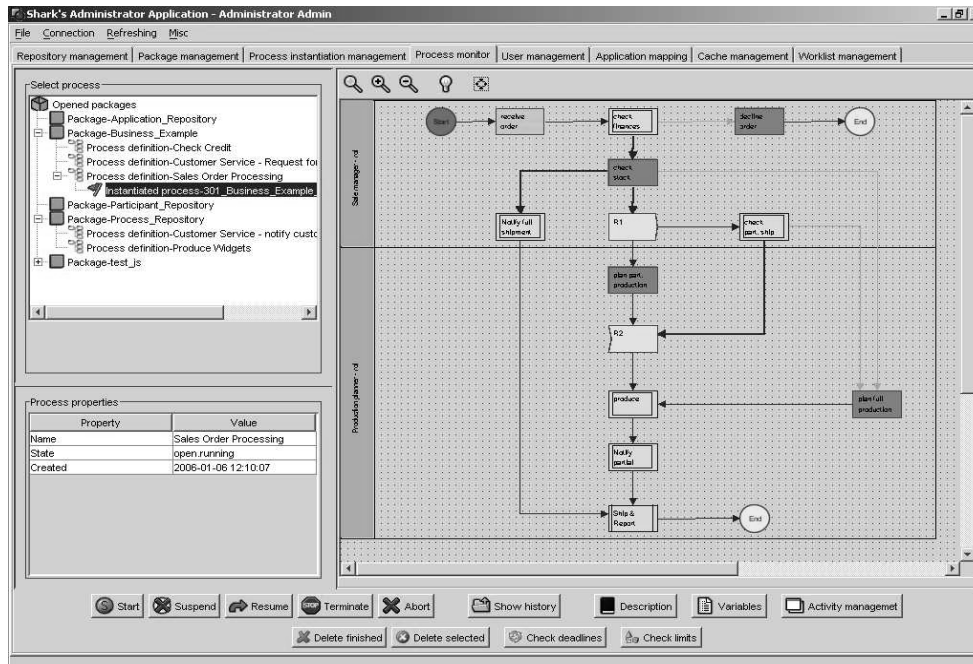 Shark's Administrator Application - Administrator Admin
File Connection Refreshing Misc
Repository management Package management Process instantiation management Process monitor User management Application mapping Cache management Worklist management
Select process
Opened packages
Package-Application_Repository
Package-Business_Example
Process definition-Check Credit
Process definition-Customer Service - Request for
Process definition-Sales Order Processing
Instantiated process-301_Business_Example_
Package-Participant_Repository
Package-Process_Repository
Process definition-Customer Service - notify custo
Process definition-Produce Widgets
Package-test_js
Process properties
Property Value
Name Sales Order Processing
State open.running
Created 2006-01-06 12:10:07
Sale manager - rol
Production planner - rol
Start
receive
order
check
finances
decline
order
End
check
stock
Notify full
shipment
R1
check
part. ship
plan part.
production
R2
produce
plan full
production
Notify
partial
Ship &
Report
End
Start Suspend Resume STOP Terminate Abort Show history Description Variables Activity managemet
Delete finished Delete selected Check deadlines Check limits